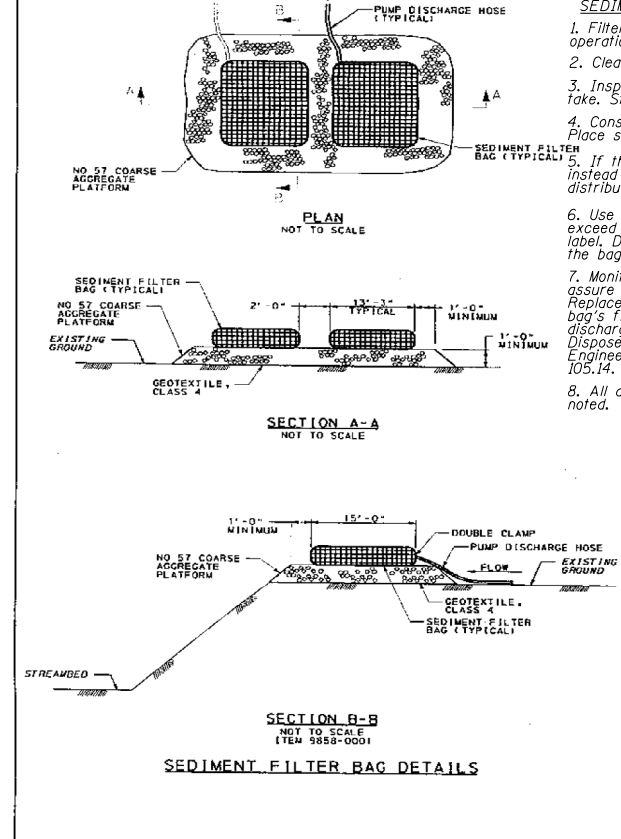 B
PUMP DISCHARGE HOSE
(TYPICAL)
A
A
SEDIMENT FILTER
BAG (TYPICAL)
NO 57 COARSE
AGGREGATE
PLATFORM
B
PLAN
NOT TO SCALE
SEDIMENT FILTER
BAG (TYPICAL)
NO 57 COARSE
AGGREGATE
PLATFORM
EXISTING
GROUND
2'-0"
13'-3"
TYPICAL
1'-0"
MINIMUM
1'-0"
MINIMUM
GEOTEXTILE,
CLASS 4
SECTION A-A
NOT TO SCALE
1'-0"
MINIMUM
15'-0"
DOUBLE CLAMP
PUMP DISCHARGE HOSE
FLOW
EXISTING
GROUND
NO 57 COARSE
AGGREGATE
PLATFORM
GEOTEXTILE,
CLASS 4
SEDIMENT FILTER
BAG (TYPICAL)
STREAMBED
SECTION B-B
NOT TO SCALE
ITEM 9858-0001
SEDIMENT FILTER BAG DETAILS
1. Filter
operatio
2. Clea
3. Insp
take. S
4. Cons
Place s
5. If th
instead
distribu
6. Use
exceed
label. D
the bag
7. Monit
assure
Replace
bag's f
discharg
Dispose
Enginee
105.14.
8. All d
noted.